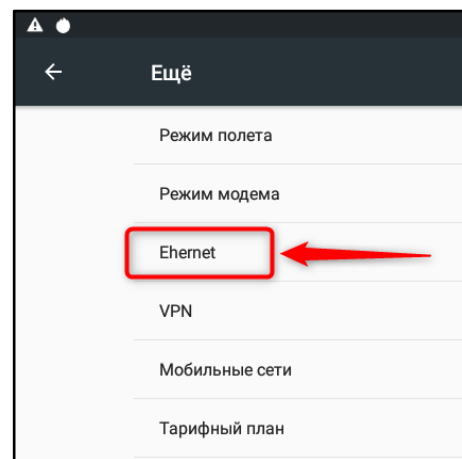 Ещё
Режим полета
Режим модема
Ehernet
VPN
Мобильные сети
Тарифный план